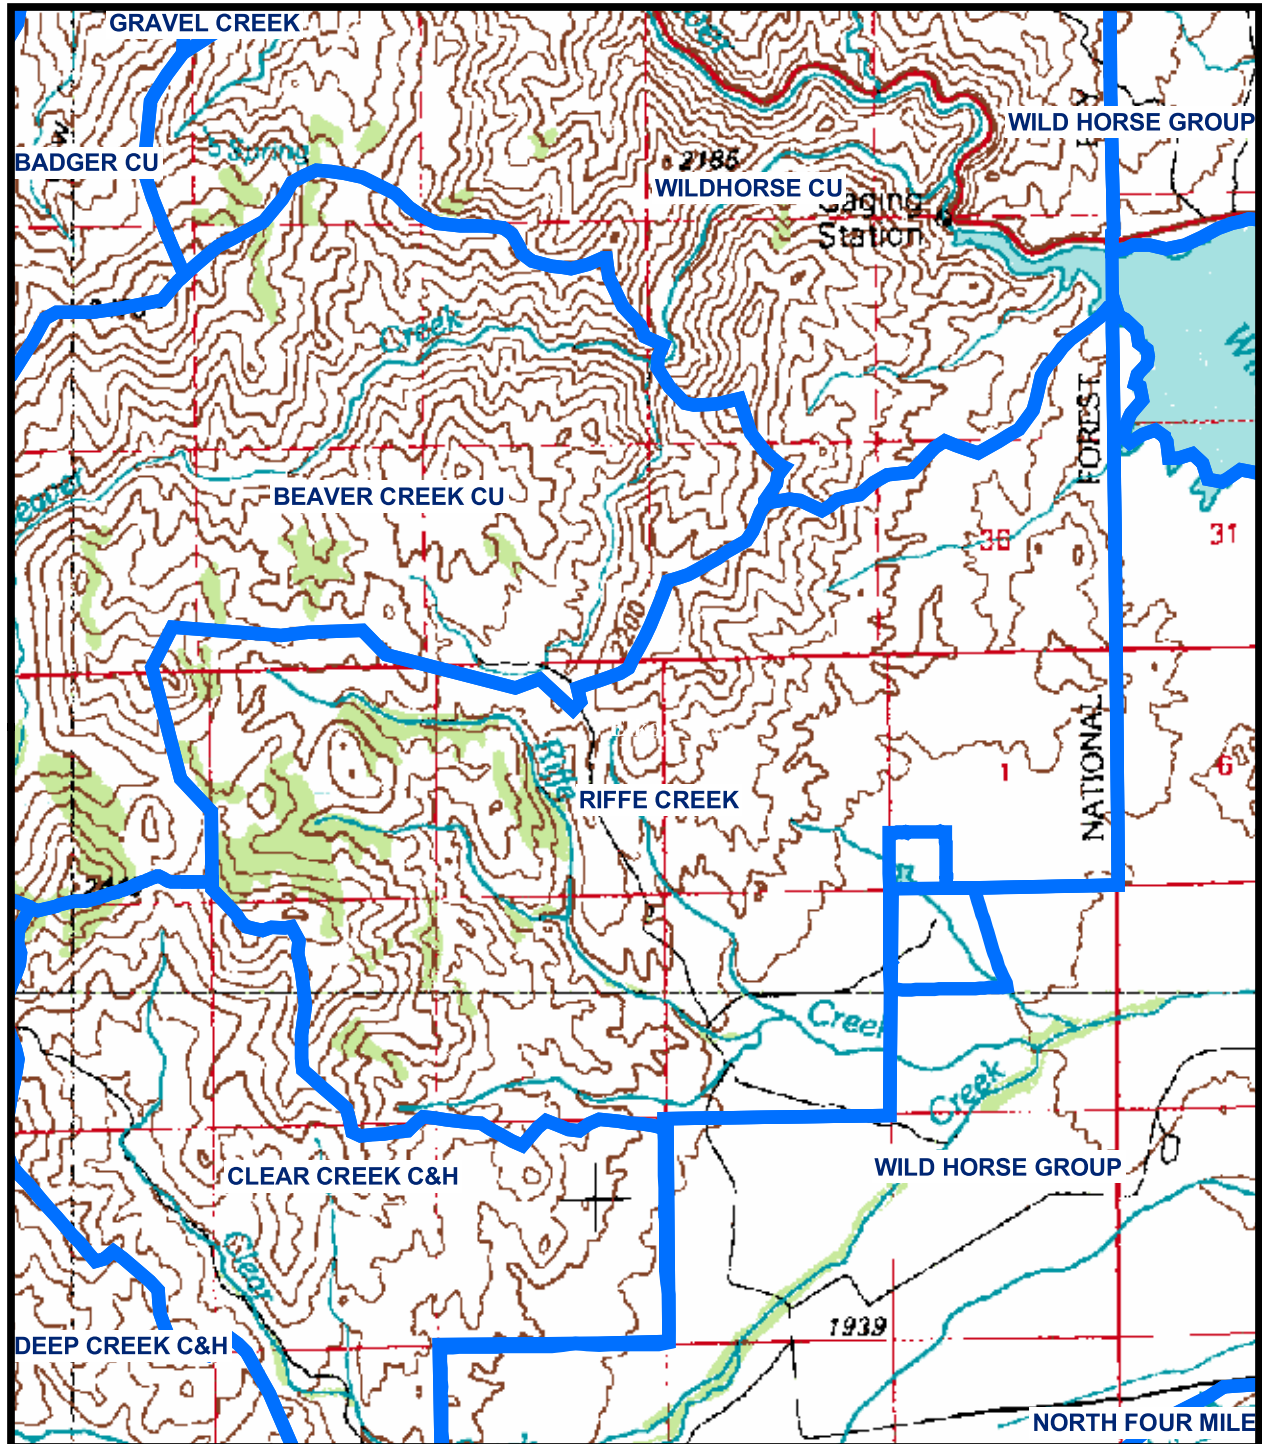 GRAVEL CREEK
WILD HORSE GROUP
BADGER CU
Spring
2185
WILDHORSE CU
Gaging
Station
Creek
FOREST
BEAVER CREEK CU
eaver
36
31
NATIONAL
Riffe
1
6
RIFFE CREEK
Creek
Creek
WILD HORSE GROUP
CLEAR CREEK C&H
Clear
1939
DEEP CREEK C&H
NORTH FOUR MILE